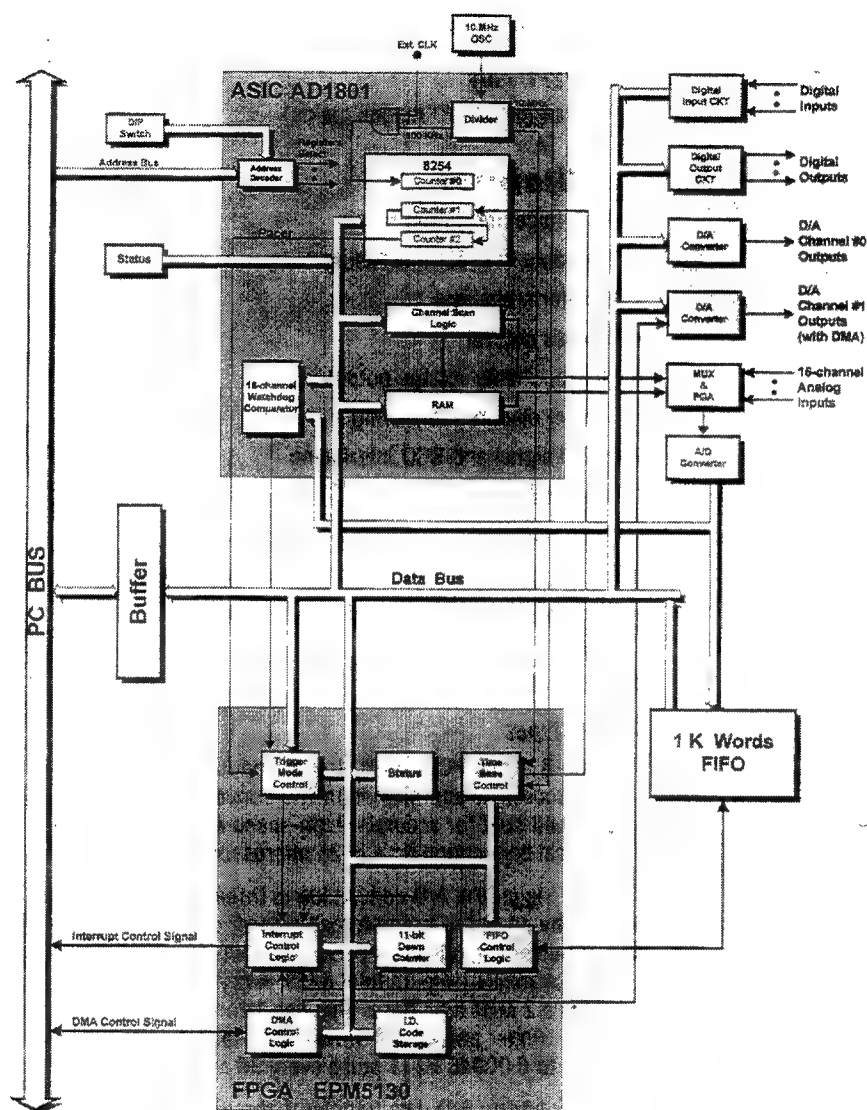 10 MHz
OSC
Ext. CLK
ASIC AD1801
Divider
DIP
Switch
Address Bus
Address
Decoder
Registers
8254
Counter #0
Counter #1
Counter #2
Pacer
Status
Channel Scan
Logic
16-channel
Watchdog
Comparator
RAM
Digital
Input CKT
Digital
Inputs
Digital
Output
CKT
Digital
Outputs
D/A
Converter
D/A
Channel #0
Outputs
D/A
Converter
D/A
Channel #1
Outputs
(with DMA)
MUX
&
PGA
16-channel
Analog
Inputs
A/D
Converter
PC BUS
Buffer
Data Bus
1 K Words
FIFO
Trigger
Mode
Control
Status
Time
Base
Control
Interrupt Control Signal
Interrupt
Control
Logic
11-bit
Down
Counter
FIFO
Control
Logic
DMA Control Signal
DMA
Control
Logic
I.D.
Code
Storage
FPGA EPM5130